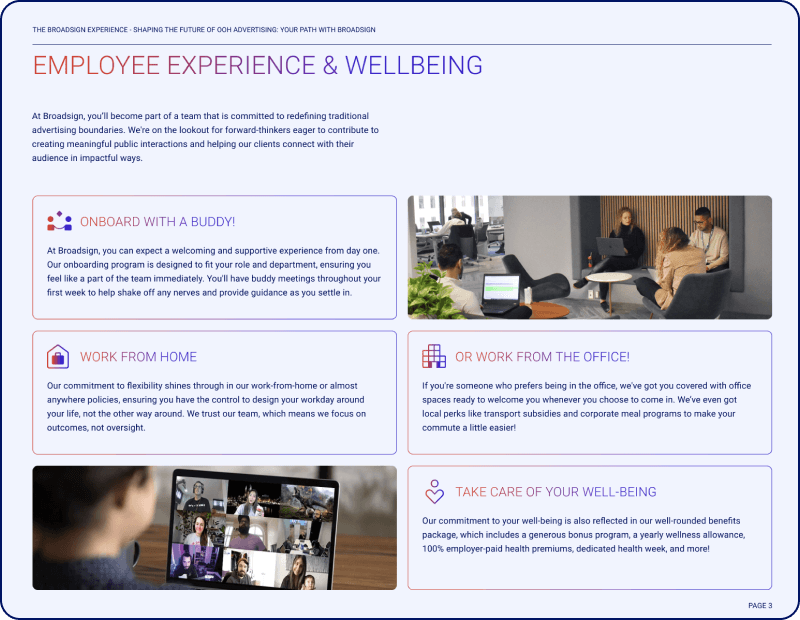 THE BROADSIGN EXPERIENCE - SHAPING THE FUTURE OF OOH ADVERTISING: YOUR PATH WITH BROADSIGN
EMPLOYEE EXPERIENCE & WELLBEING
At Broadsign, you'll become part of a team that is committed to redefining traditional
advertising boundaries. We're on the lookout for forward-thinkers eager to contribute to
creating meaningful public interactions and helping our clients connect with their
audience in impactful ways.
ONBOARD WITH A BUDDY!
At Broadsign, you can expect a welcoming and supportive experience from day one.
Our onboarding program is designed to fit your role and department, ensuring you
feel like a part of the team immediately. You'll have buddy meetings throughout your
first week to help shake off any nerves and provide guidance as you settle in.
WORK FROM HOME
Our commitment to flexibility shines through in our work-from-home or almost
anywhere policies, ensuring you have the control to design your workday around
your life, not the other way around. We trust our team, which means we focus on
outcomes, not oversight.
OR WORK FROM THE OFFICE!
If you're someone who prefers being in the office, we've got you covered with office
spaces ready to welcome you whenever you choose to come in. We've even got
local perks like transport subsidies and corporate meal programs to make your
commute a little easier!
TAKE CARE OF YOUR WELL-BEING
Our commitment to your well-being is also reflected in our well-rounded benefits
package, which includes a generous bonus program, a yearly wellness allowance,
100% employer-paid health premiums, dedicated health week, and more!
PAGE 3